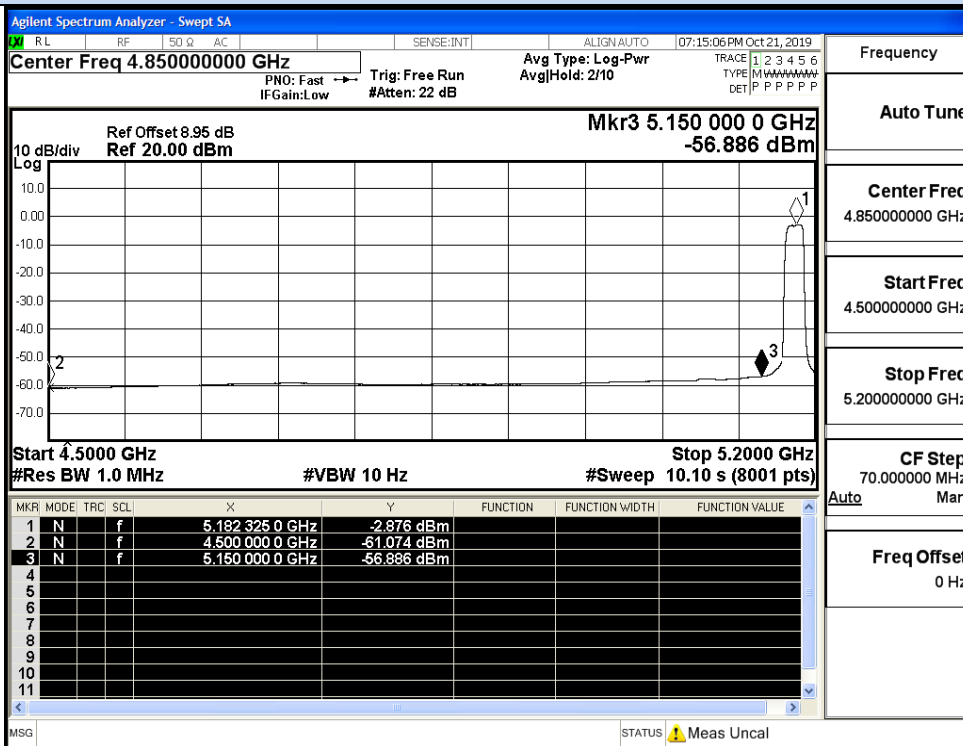 Agilent Spectrum Analyzer - Swept SA
LXI RL RF 50 Ω AC SENSE:INT ALIGN AUTO 07:15:06 PM Oct 21, 2019
Center Freq 4.850000000 GHz
PNO: Fast
IFGain:Low
Trig: Free Run
#Atten: 22 dB
Avg Type: Log-Pwr
Avg|Hold: 2/10
TRACE 1 2 3 4 5 6
TYPE M WWWWW
DET P P P P P P
Ref Offset 8.95 dB
Ref 20.00 dBm
10 dB/div
Log
Mkr3 5.150 000 0 GHz
-56.886 dBm
10.0
0.00
-10.0
-20.0
-30.0
-40.0
-50.0
-60.0
-70.0
1
2
3
Start 4.5000 GHz
#Res BW 1.0 MHz
#VBW 10 Hz
Stop 5.2000 GHz
#Sweep 10.10 s (8001 pts)
MKR MODE TRC SCL X Y FUNCTION FUNCTION WIDTH FUNCTION VALUE
1 N f 5.182 325 0 GHz -2.876 dBm
2 N f 4.500 000 0 GHz -61.074 dBm
3 N f 5.150 000 0 GHz -56.886 dBm
4
5
6
7
8
9
10
11
MSG
STATUS Meas Uncal
Frequency
Auto Tune
Center Freq
4.850000000 GHz
Start Freq
4.500000000 GHz
Stop Freq
5.200000000 GHz
CF Step
70.000000 MHz
Auto Man
Freq Offset
0 Hz